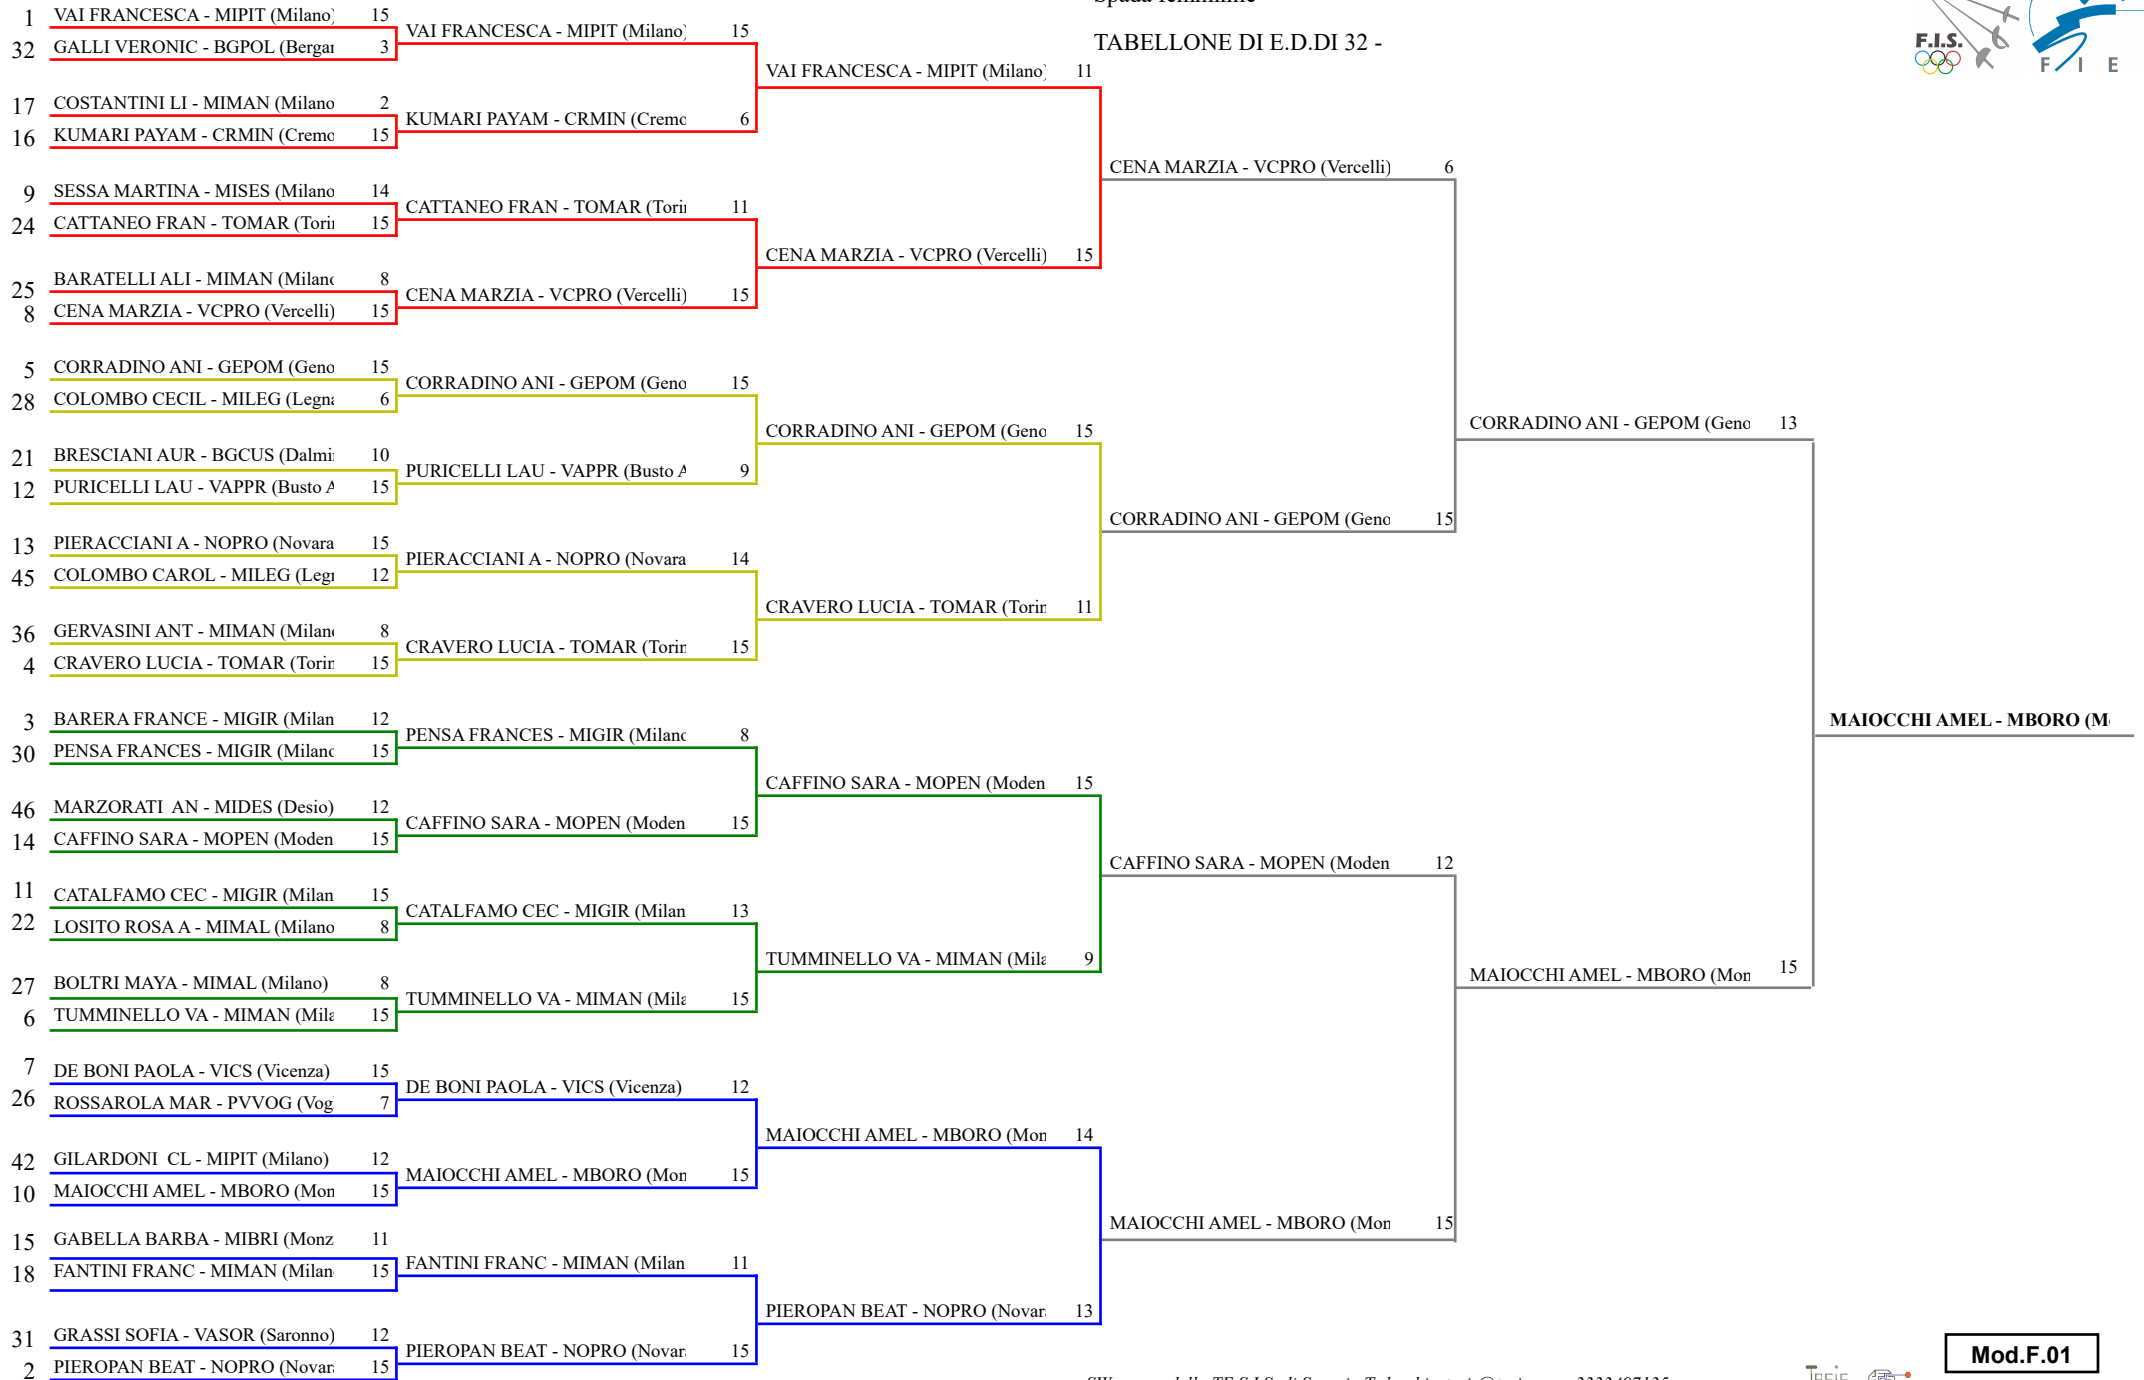 Spada femminile
TABELLONE DI E.D.DI 32 -
F.I.S.
F I E
1 VAI FRANCESCA - MIPIT (Milano) 15
32 GALLI VERONIC - BGPOL (Bergar 3
17 COSTANTINI LI - MIMAN (Milano 2
16 KUMARI PAYAM - CRMIN (Cremo 15
9 SESSA MARTINA - MISES (Milano 14
24 CATTANEO FRAN - TOMAR (Tori 15
25 BARATELLI ALI - MIMAN (Milano 8
8 CENA MARZIA - VCPRO (Vercelli) 15
5 CORRADINO ANI - GEPOM (Geno 15
28 COLOMBO CECIL - MILEG (Legna 6
21 BRESCIANI AUR - BGCUS (Dalmi 10
12 PURICELLI LAU - VAPPR (Busto A 15
13 PIERACCIANI A - NOPRO (Novara 15
45 COLOMBO CAROL - MILEG (Leg 12
36 GERVASINI ANT - MIMAN (Milan 8
4 CRAVERO LUCIA - TOMAR (Torin 15
3 BARERA FRANCE - MIGIR (Milan 12
30 PENSA FRANCES - MIGIR (Milano 15
46 MARZORATI  AN - MIDES (Desio) 12
14 CAFFINO SARA - MOPEN (Moden 15
11 CATALFAMO CEC - MIGIR (Milan 15
22 LOSITO ROSA A - MIMAL (Milano 8
27 BOLTRI MAYA - MIMAL (Milano) 8
6 TUMMINELLO VA - MIMAN (Mila 15
7 DE BONI PAOLA - VICS (Vicenza) 15
26 ROSSAROLA MAR - PVVOG (Vog 7
42 GILARDONI  CL - MIPIT (Milano) 12
10 MAIOCCHI AMEL - MBORO (Mon 15
15 GABELLA BARBA - MIBRI (Monz 11
18 FANTINI FRANC - MIMAN (Milan 15
31 GRASSI SOFIA - VASOR (Saronno) 12
2 PIEROPAN BEAT - NOPRO (Novar 15
VAI FRANCESCA - MIPIT (Milano) 15
KUMARI PAYAM - CRMIN (Cremo 6
CATTANEO FRAN - TOMAR (Tori 11
CENA MARZIA - VCPRO (Vercelli) 15
CORRADINO ANI - GEPOM (Geno 15
PURICELLI LAU - VAPPR (Busto A 9
PIERACCIANI A - NOPRO (Novara 14
CRAVERO LUCIA - TOMAR (Torin 15
PENSA FRANCES - MIGIR (Milano 8
CAFFINO SARA - MOPEN (Moden 15
CATALFAMO CEC - MIGIR (Milan 13
TUMMINELLO VA - MIMAN (Mila 15
DE BONI PAOLA - VICS (Vicenza) 12
MAIOCCHI AMEL - MBORO (Mon 15
FANTINI FRANC - MIMAN (Milan 11
PIEROPAN BEAT - NOPRO (Novar 15
VAI FRANCESCA - MIPIT (Milano) 11
CENA MARZIA - VCPRO (Vercelli) 15
CORRADINO ANI - GEPOM (Geno 15
CRAVERO LUCIA - TOMAR (Torin 11
CAFFINO SARA - MOPEN (Moden 15
TUMMINELLO VA - MIMAN (Mila 9
MAIOCCHI AMEL - MBORO (Mon 14
PIEROPAN BEAT - NOPRO (Novar 13
CENA MARZIA - VCPRO (Vercelli) 6
CORRADINO ANI - GEPOM (Geno 15
CAFFINO SARA - MOPEN (Moden 12
MAIOCCHI AMEL - MBORO (Mon 15
CORRADINO ANI - GEPOM (Geno 13
MAIOCCHI AMEL - MBORO (Mon 15
MAIOCCHI AMEL - MBORO (M
Mod.F.01